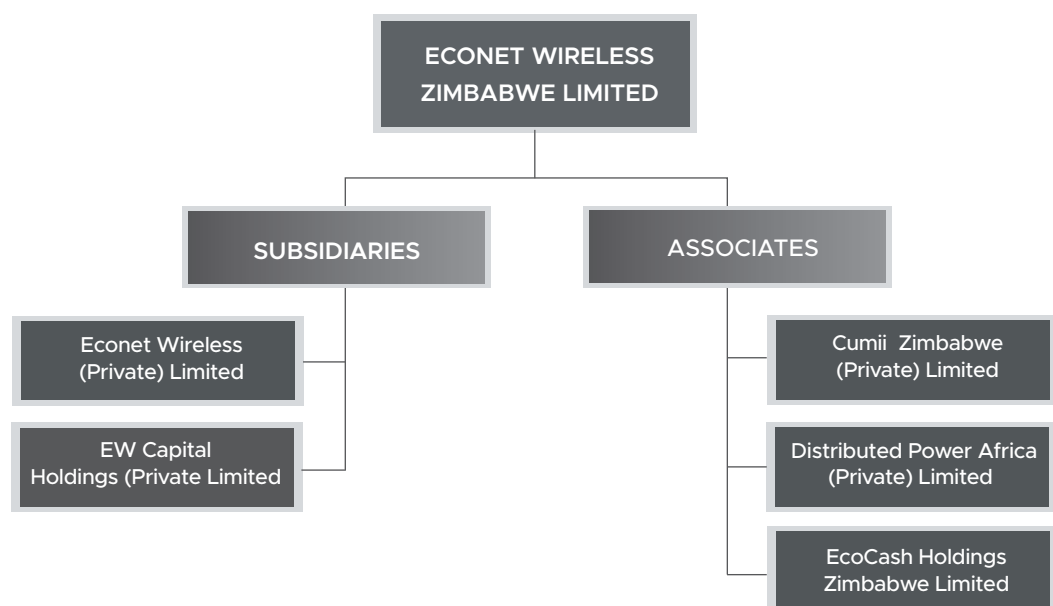 ECONET WIRELESS
ZIMBABWE LIMITED
SUBSIDIARIES
ASSOCIATES
Econet Wireless
(Private) Limited
EW Capital
Holdings (Private Limited
Cumii Zimbabwe
(Private) Limited
Distributed Power Africa
(Private) Limited
EcoCash Holdings
Zimbabwe Limited